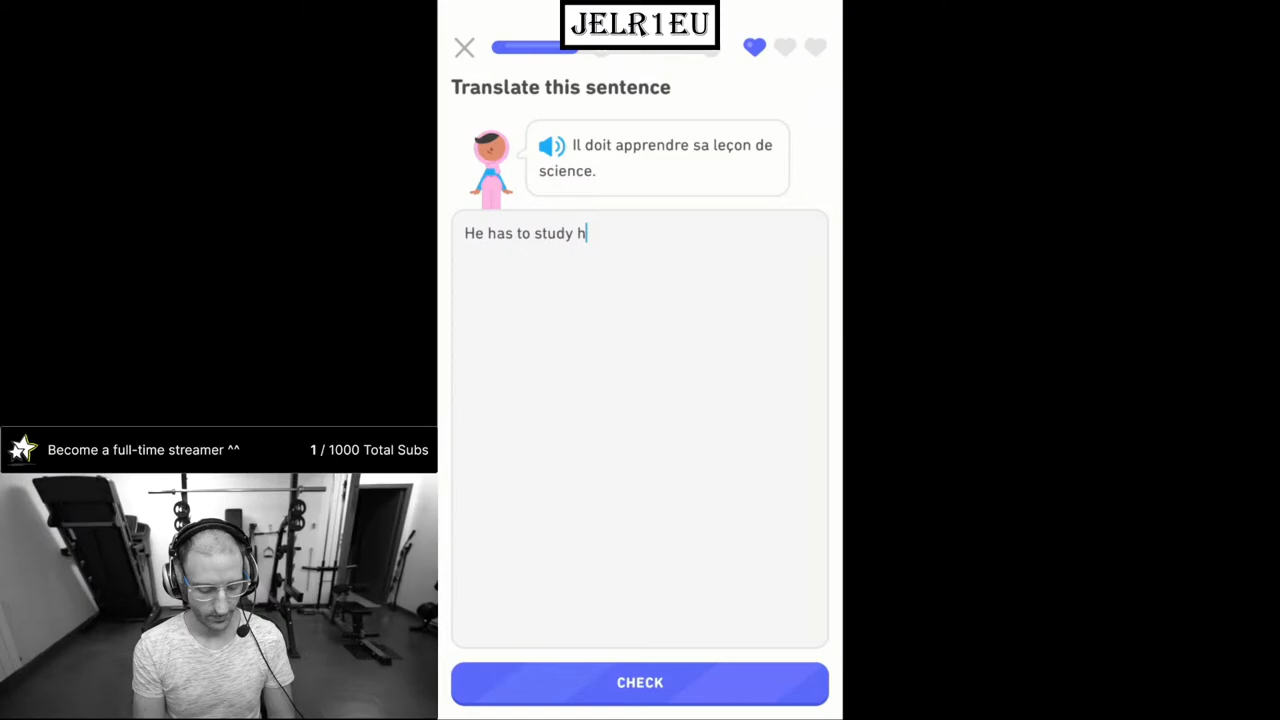 JELR1EU
Translate this sentence
Il doit apprendre sa leçon de
science.
He has to study h
Become a full-time streamer ^^ 1 / 1000 Total Subs
CHECK